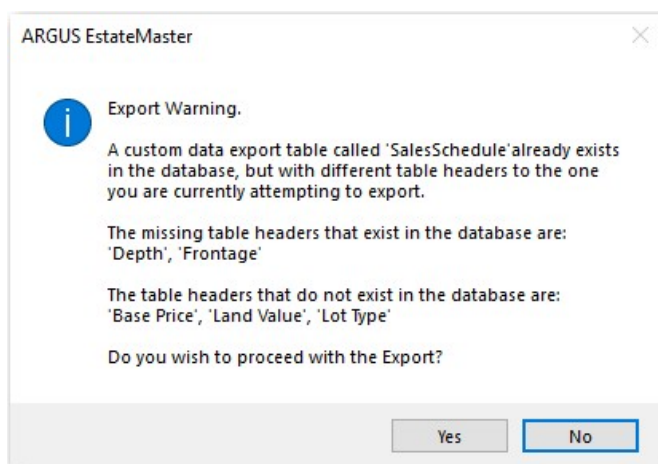 ARGUS EstateMaster
Export Warning.
A custom data export table called 'SalesSchedule'already exists
in the database, but with different table headers to the one
you are currently attempting to export.
The missing table headers that exist in the database are:
'Depth', 'Frontage'
The table headers that do not exist in the database are:
'Base Price', 'Land Value', 'Lot Type'
Do you wish to proceed with the Export?
Yes No